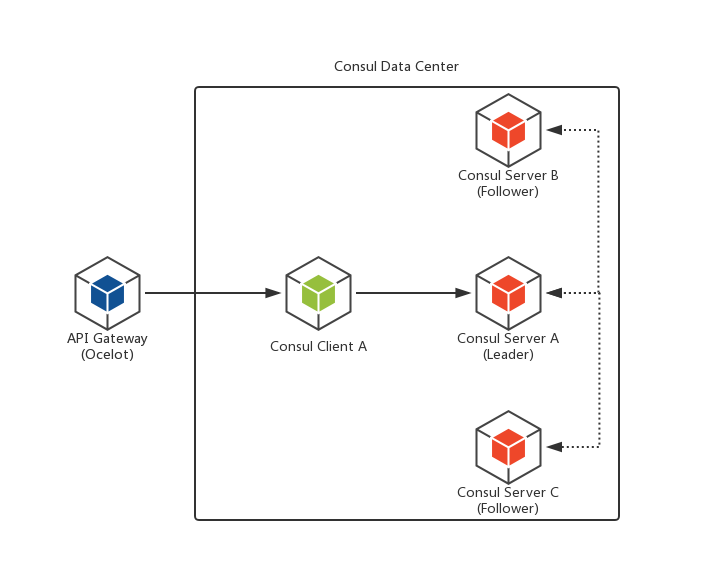 Consul Data Center
Consul Server B
(Follower)
API Gateway
(Ocelot)
Consul Client A
Consul Server A
(Leader)
Consul Server C
(Follower)